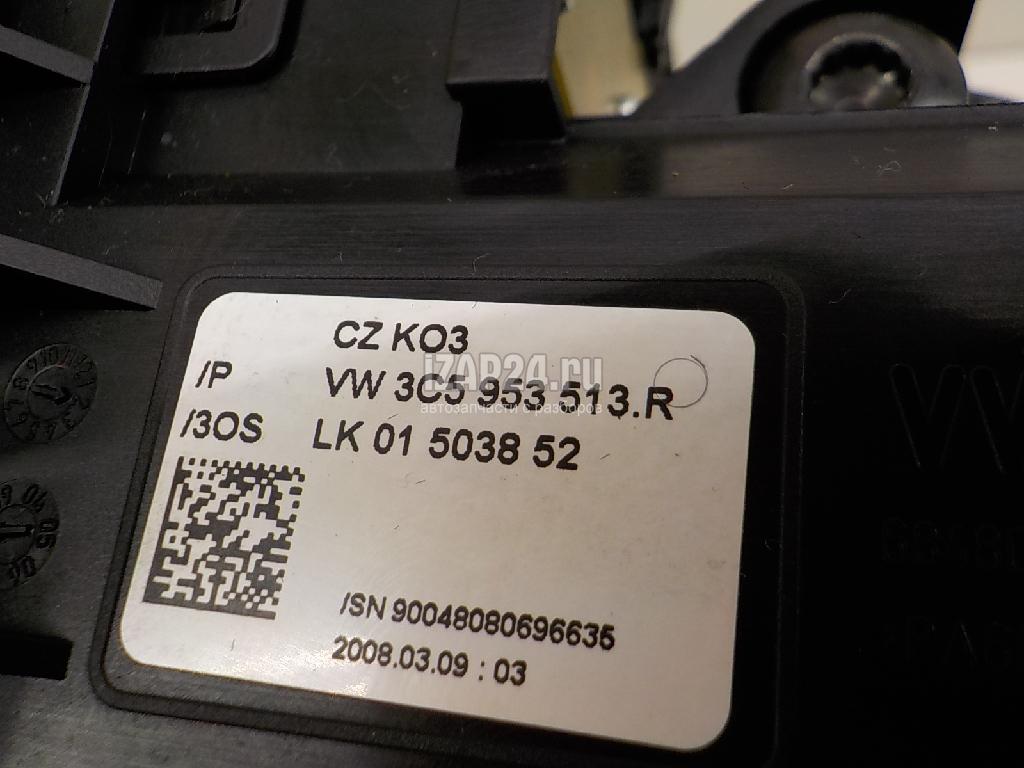 CZ KO3
/P VW 3C5 953 513.R
/3OS LK 01 5038 52
/SN 90048080696635
2008.03.09 : 03
iZAP24.ru
автозапчасти с разборов